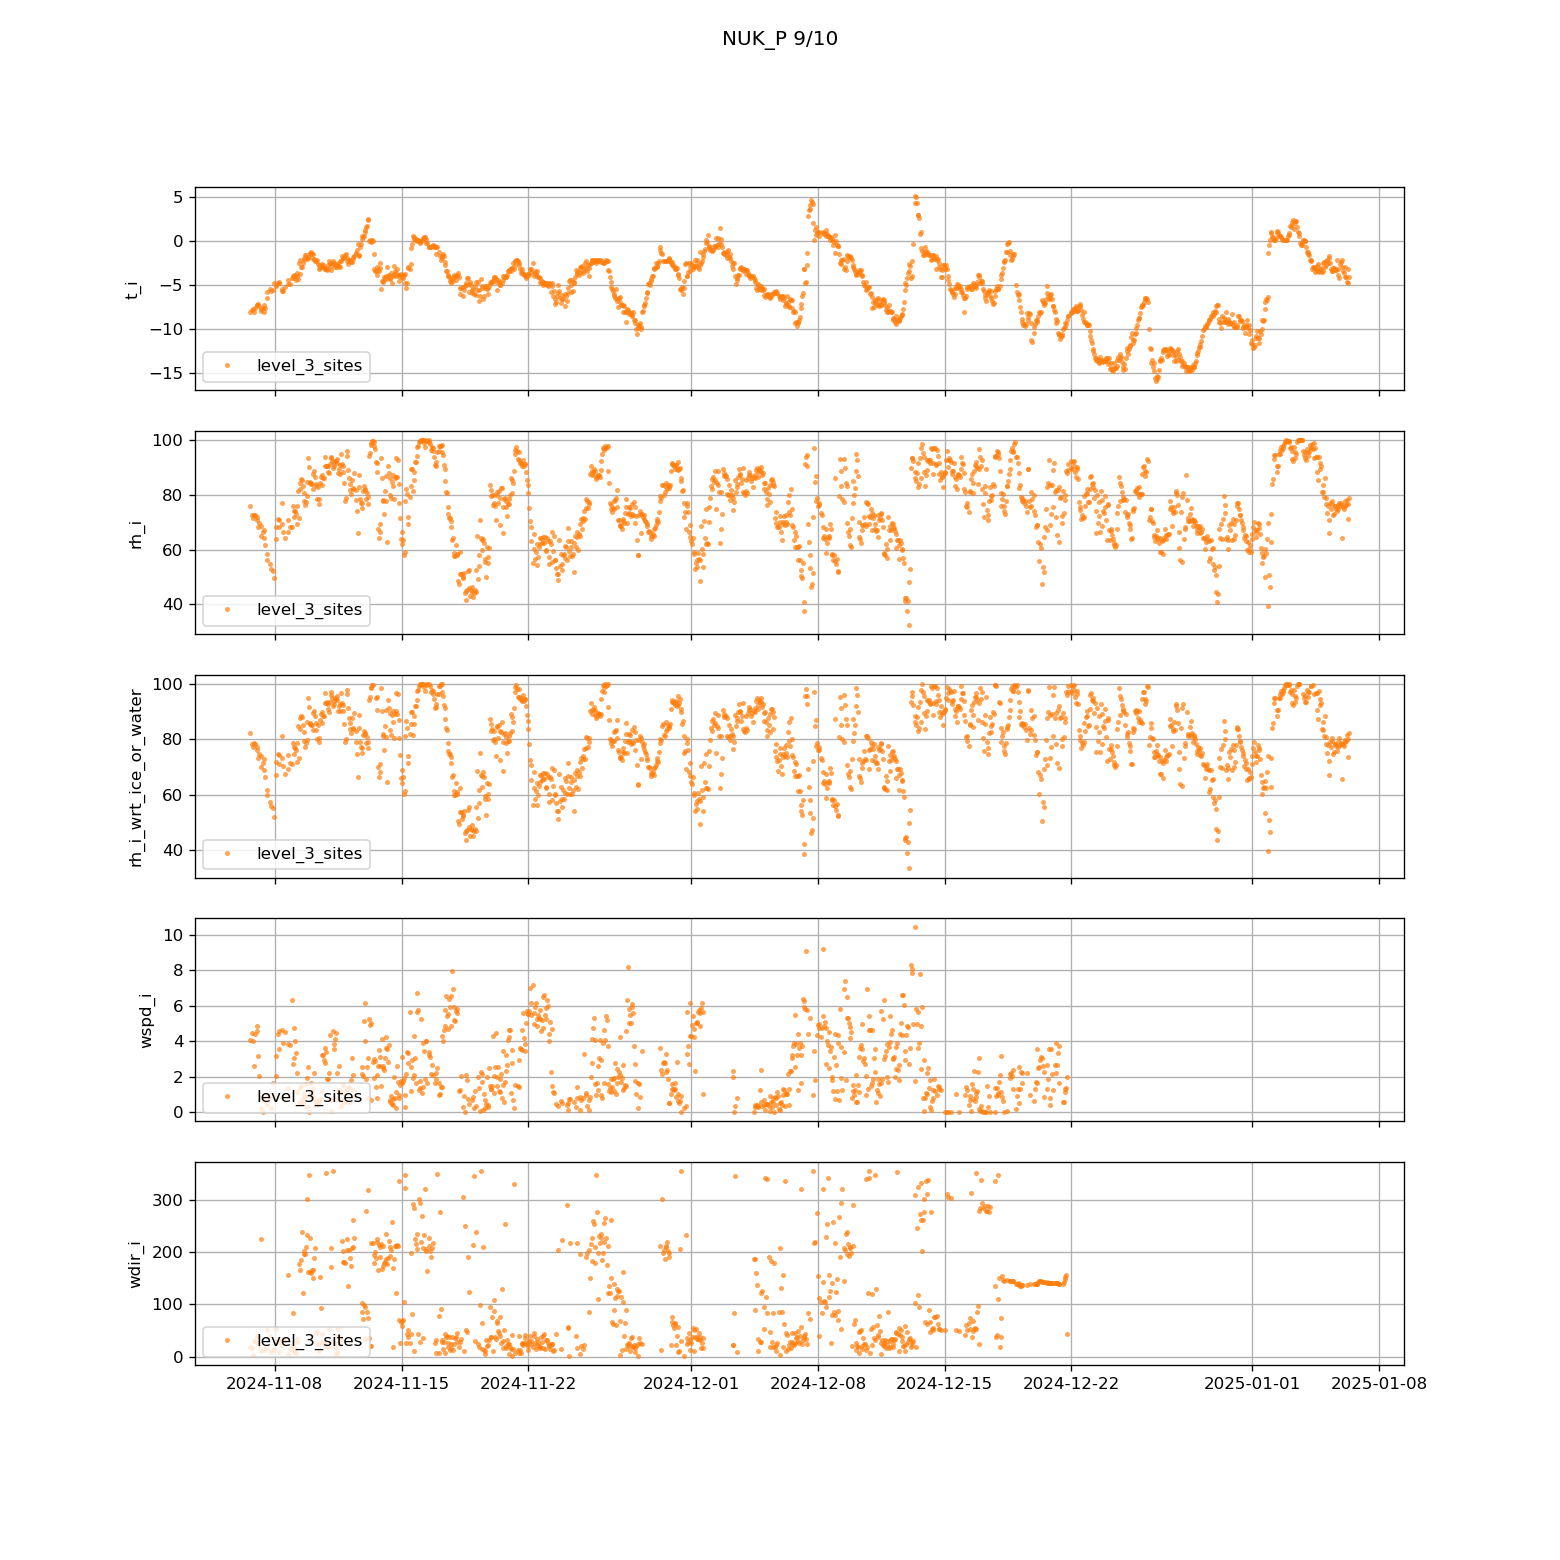 NUK_P 9/10
t_i
5
0
−5
−10
−15
level_3_sites
rh_i
100
80
60
40
level_3_sites
rh_i_wrt_ice_or_water
100
80
60
40
level_3_sites
wspd_i
10
8
6
4
2
0
level_3_sites
wdir_i
300
200
100
0
level_3_sites
2024-11-08 2024-11-15 2024-11-22 2024-12-01 2024-12-08 2024-12-15 2024-12-22 2025-01-01 2025-01-08